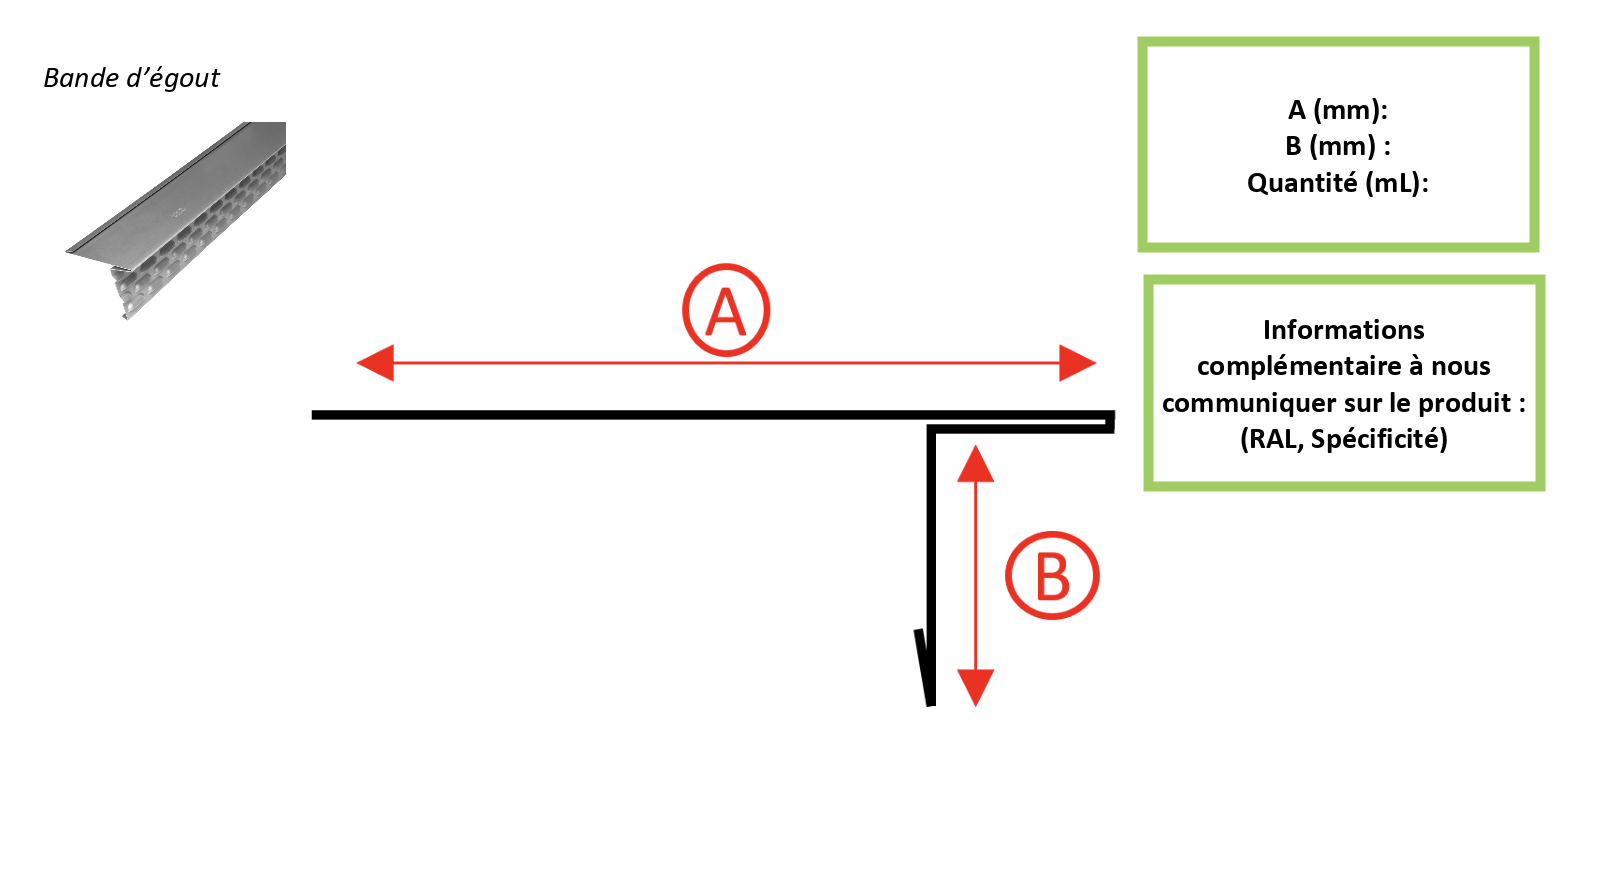 Bande d’égout
A (mm):
B (mm) :
Quantité (mL):
A
Informations
complémentaire à nous
communiquer sur le produit :
(RAL, Spécificité)
B